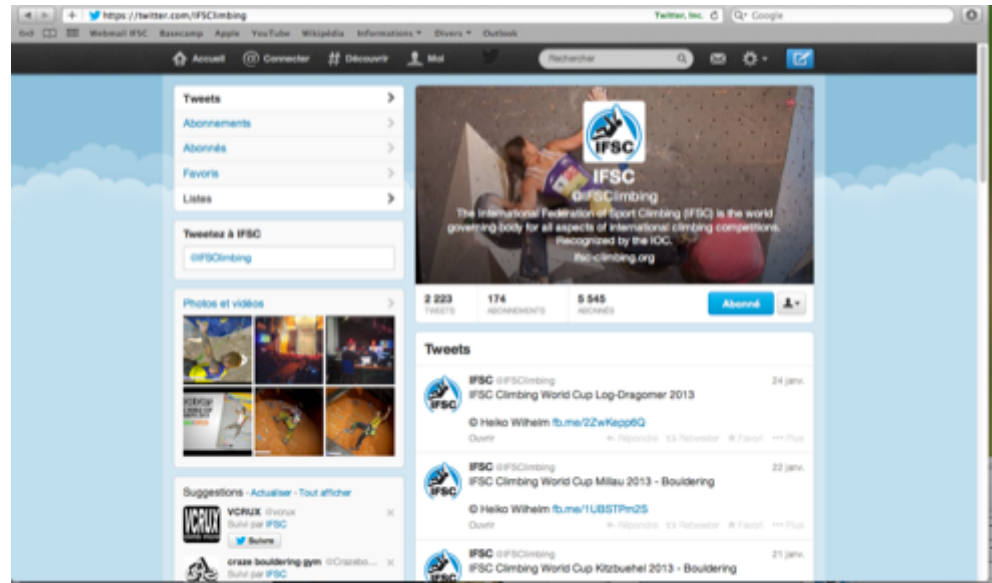 https://twitter.com/IFSClimbing
Twitter, Inc.
Google
Webmail IFSC Basecamp Apple YouTube Wikipédia Informations Divers Outlook
Accueil @ Connecter # Découvrir Moi
Rechercher
Tweets
Abonnements
Abonnés
Favoris
Listes
Tweetez à IFSC
@IFSClimbing
Photos et vidéos
Suggestions · Actualiser · Tout afficher
VCRUX @vcrux
Suivi par IFSC
Suivre
craze bouldering gym @Crazebo...
Suivi par IFSC
IFSC
IFSC
@IFSClimbing
The International Federation of Sport Climbing (IFSC) is the world
governing body for all aspects of international climbing competitions.
Recognized by the IOC.
ifsc-climbing.org
2 223 174 5 545
TWEETS ABONNEMENTS ABONNÉS
Abonné
Tweets
IFSC @IFSClimbing 24 janv.
IFSC Climbing World Cup Log-Dragomer 2013
© Heiko Wilhelm fb.me/2ZwKepp6Q
Ouvrir Répondre Retweeter Favori Plus
IFSC @IFSClimbing 22 janv.
IFSC Climbing World Cup Millau 2013 - Bouldering
© Heiko Wilhelm fb.me/1UBSTPm2S
Ouvrir Répondre Retweeter Favori Plus
IFSC @IFSClimbing 21 janv.
IFSC Climbing World Cup Kitzbuehel 2013 - Bouldering